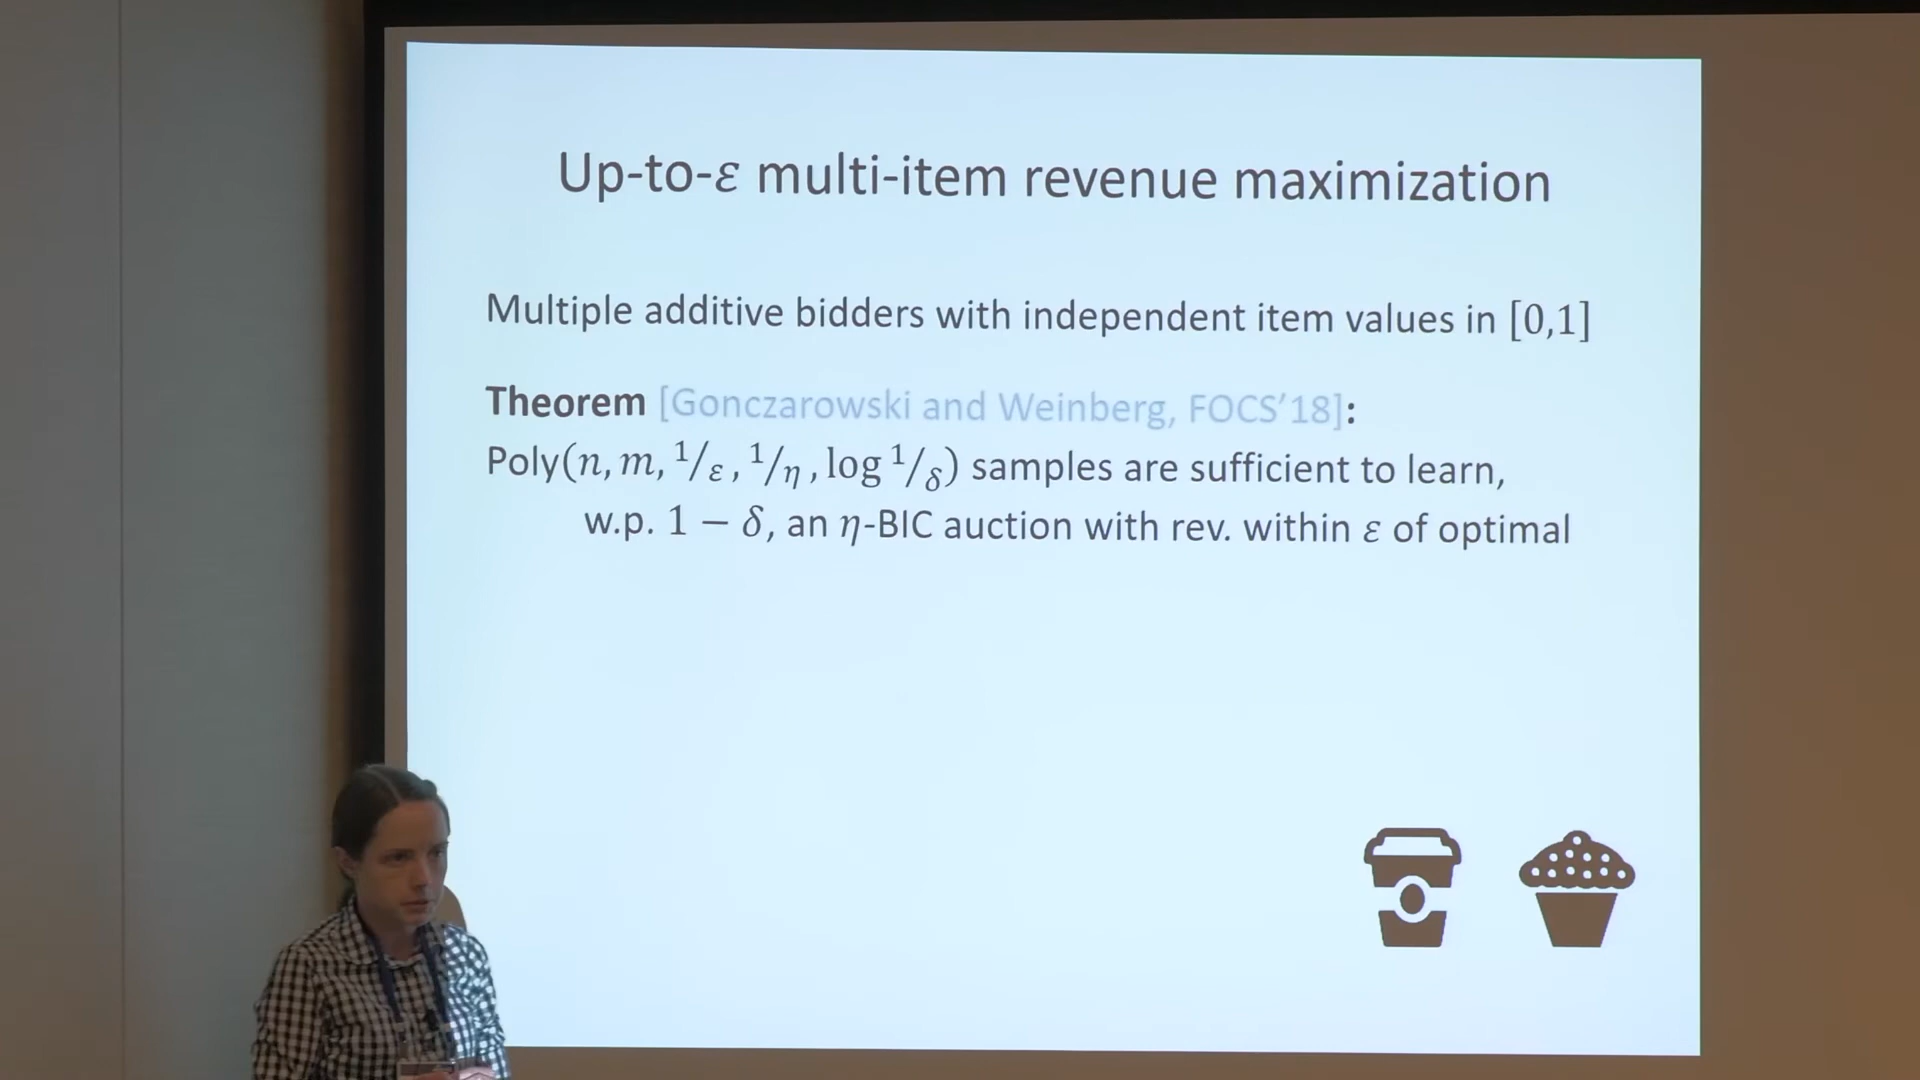 Up-to-ε multi-item revenue maximization
Multiple additive bidders with independent item values in [0,1]
Theorem [Gonczarowski and Weinberg, FOCS'18]:
Poly(n, m, 1/ε, 1/η, log 1/δ) samples are sufficient to learn,
w.p. 1 − δ, an η-BIC auction with rev. within ε of optimal